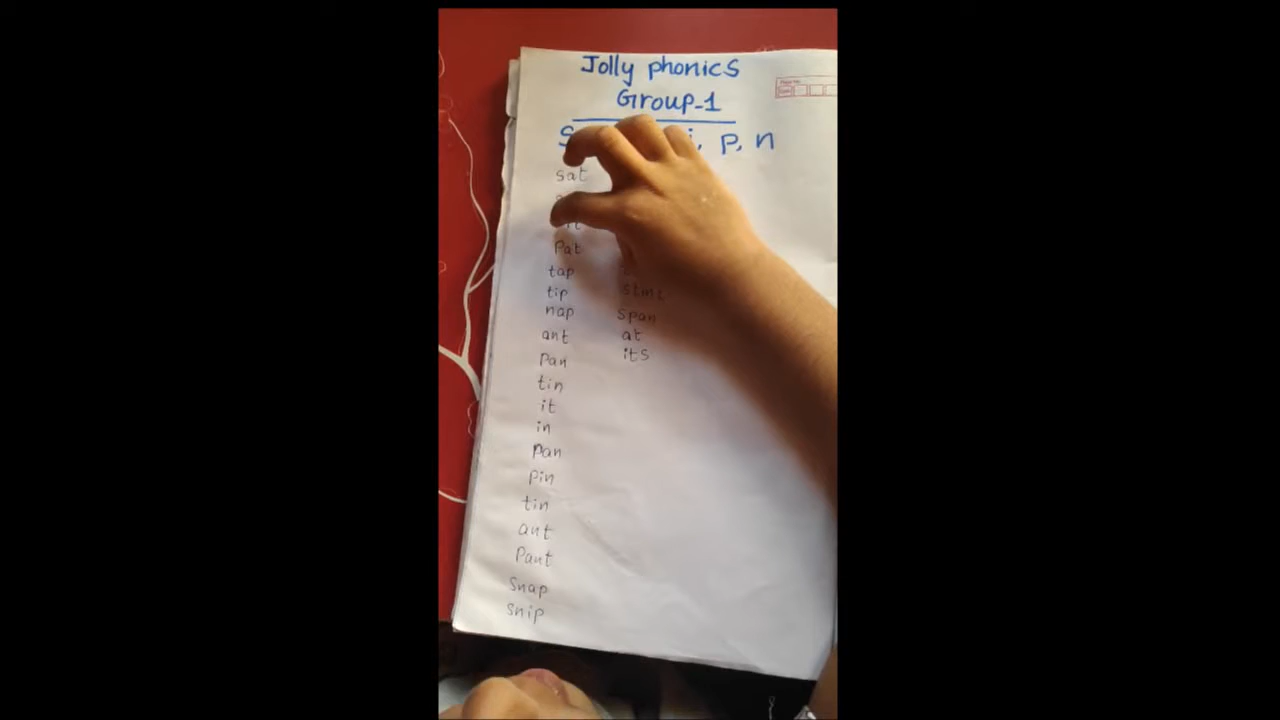 Jolly phonics
Group-1
S i, p, n
sat
Pat
tap
tip
nap
ant
Pan
tin
it
in
Pan
Pin
tin
ant
Pant
Snap
snip
span
at
its